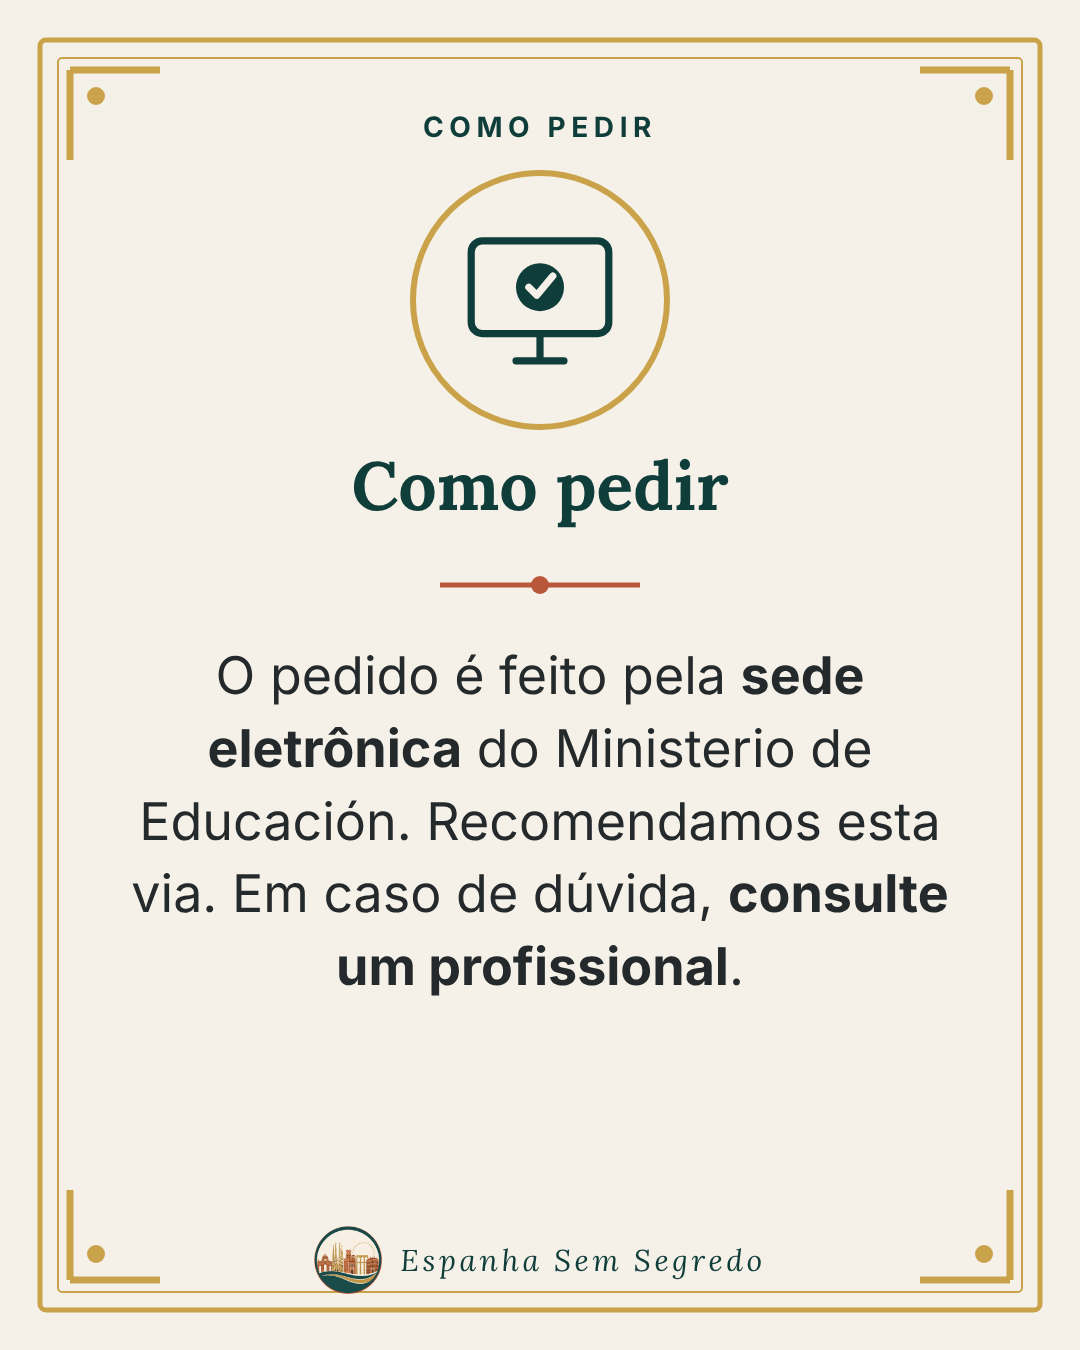 COMO PEDIR
Como pedir
O pedido é feito pela sede
eletrônica do Ministerio de
Educación. Recomendamos esta
via. Em caso de dúvida, consulte
um profissional.
Espanha Sem Segredo